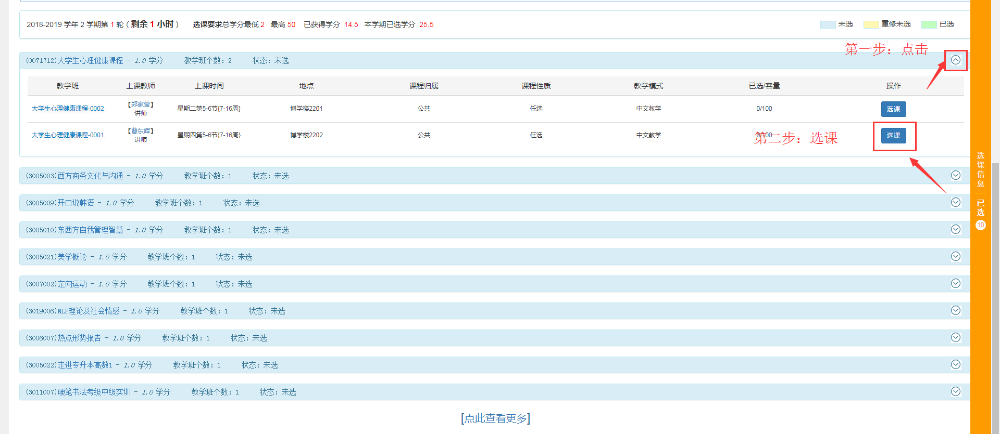 2018-2019 学年 2 学期第 1 轮（剩余 1 小时） 选课要求总学分最低 2 最高 50 已获得学分 14.5 本学期已选学分 25.5 未选 重修未选 已选
第一步：点击
(0071712)大学生心理健康课程 - 1.0 学分 教学班个数：2 状态：未选
教学班 上课教师 上课时间 地点 课程归属 课程性质 教学模式 已选/容量 操作
大学生心理健康课程-0002 【郑家莹】 讲师 星期二第5-6节{7-16周} 博学楼2201 公共 任选 中文教学 0/100 选课
大学生心理健康课程-0001 【曹东辉】 讲师 星期四第5-6节{7-16周} 博学楼2202 公共 任选 中文教学 0/100 选课
第二步：选课
(3005003)西方商务文化与沟通 - 1.0 学分 教学班个数：1 状态：未选
(3005009)开口说韩语 - 1.0 学分 教学班个数：1 状态：未选
(3005010)东西方自我管理智慧 - 1.0 学分 教学班个数：1 状态：未选
(3005021)美学概论 - 1.0 学分 教学班个数：1 状态：未选
(3007002)定向运动 - 1.0 学分 教学班个数：1 状态：未选
(3019006)NLP理论及社会情感 - 1.0 学分 教学班个数：1 状态：未选
(3006007)热点形势报告 - 1.0 学分 教学班个数：1 状态：未选
(3005022)走进专升本高数1 - 1.0 学分 教学班个数：1 状态：未选
(3011007)硬笔书法考级中级实训 - 1.0 学分 教学班个数：1 状态：未选
[点此查看更多]
选课信息
已选
10